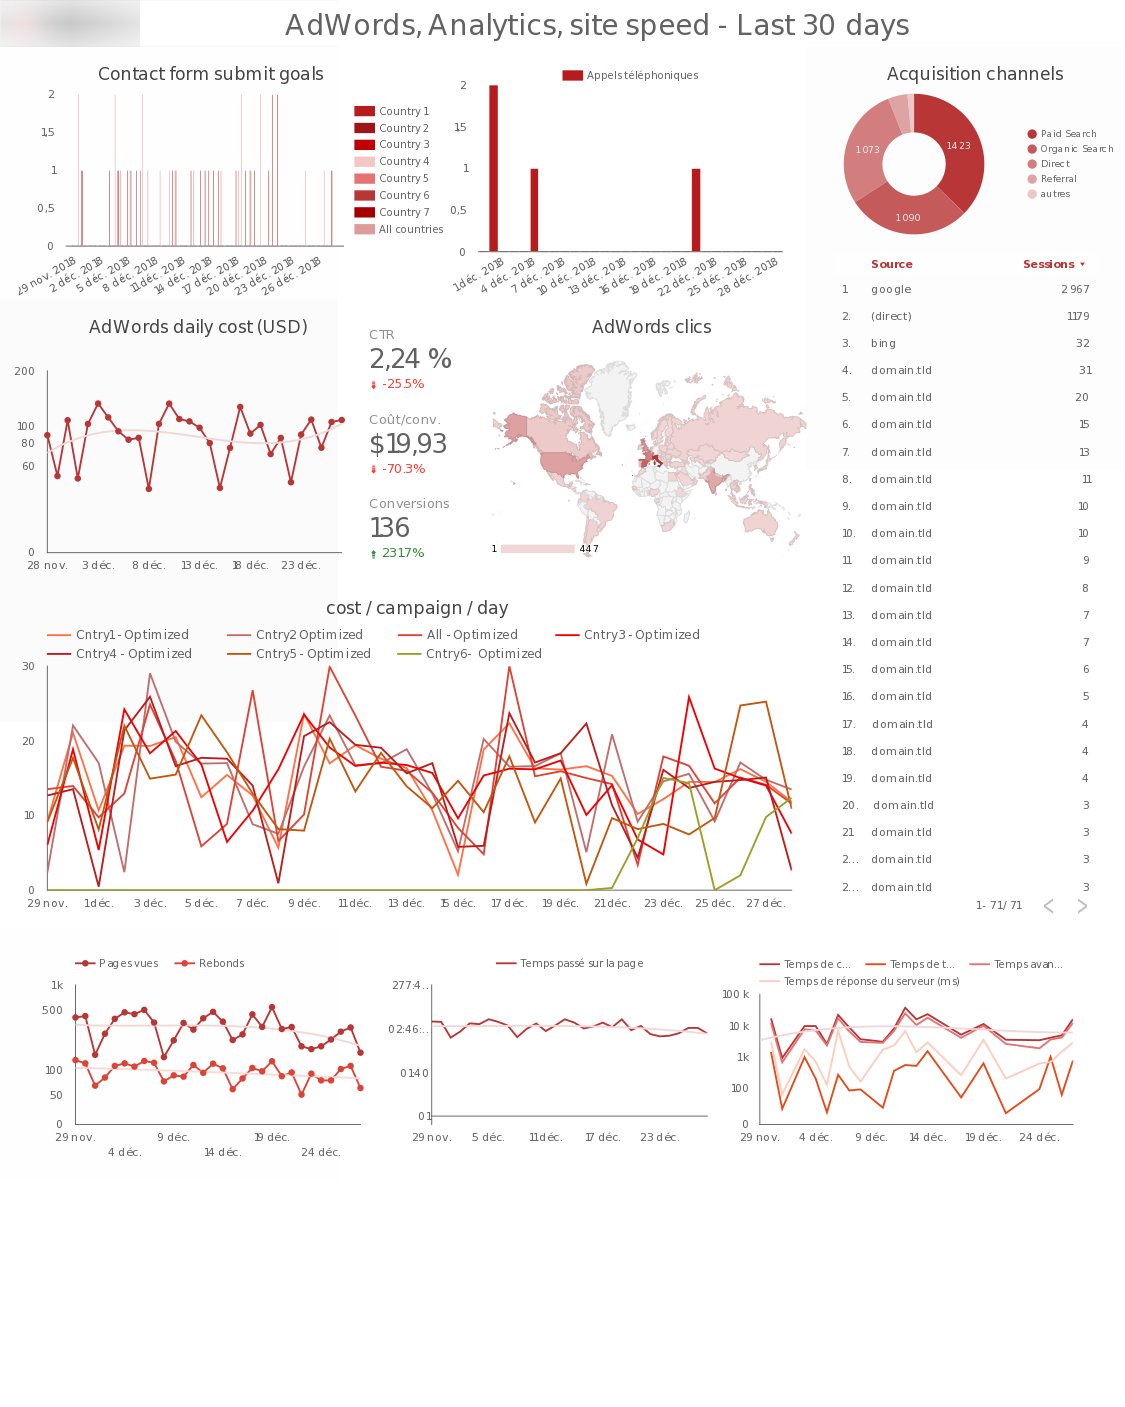 AdWords, Analytics, site speed - Last 30 days
Contact form submit goals
2
1,5
1
0,5
0
29 nov. 2018
2 déc. 2018
5 déc. 2018
8 déc. 2018
11 déc. 2018
14 déc. 2018
17 déc. 2018
20 déc. 2018
23 déc. 2018
26 déc. 2018
Country 1
Country 2
Country 3
Country 4
Country 5
Country 6
Country 7
All countries
Appels téléphoniques
2
1,5
1
0,5
0
1 déc. 2018
4 déc. 2018
7 déc. 2018
10 déc. 2018
13 déc. 2018
16 déc. 2018
19 déc. 2018
22 déc. 2018
25 déc. 2018
28 déc. 2018
Acquisition channels
1 423
1 090
1 073
Paid Search
Organic Search
Direct
Referral
autres
Source Sessions
1. google 2 967
2. (direct) 1179
3. bing 32
4. domain.tld 31
5. domain.tld 20
6. domain.tld 15
7. domain.tld 13
8. domain.tld 11
9. domain.tld 10
10. domain.tld 10
11 domain.tld 9
12. domain.tld 8
13. domain.tld 7
14. domain.tld 7
15. domain.tld 6
16. domain.tld 5
17. domain.tld 4
18. domain.tld 4
19. domain.tld 4
20. domain.tld 3
21 domain.tld 3
2... domain.tld 3
2... domain.tld 3
1 - 71 / 71 < >
AdWords daily cost (USD)
200
100
80
60
0
28 nov. 3 déc. 8 déc. 13 déc. 18 déc. 23 déc.
CTR
2,24 %
-25.5%
Coût/conv.
$19,93
-70.3%
Conversions
136
2317%
AdWords clics
1 447
cost / campaign / day
Cntry1 - Optimized Cntry2 Optimized All - Optimized Cntry3 - Optimized
Cntry4 - Optimized Cntry5 - Optimized Cntry6- Optimized
30
20
10
0
29 nov. 1 déc. 3 déc. 5 déc. 7 déc. 9 déc. 11 déc. 13 déc. 15 déc. 17 déc. 19 déc. 21 déc. 23 déc. 25 déc. 27 déc.
Pages vues Rebonds
1k
500
100
50
0
29 nov. 9 déc. 19 déc.
4 déc. 14 déc. 24 déc.
Temps passé sur la page
277:4..
0 2:46:...
0 14 0
0 1
29 nov. 5 déc. 11 déc. 17 déc. 23 déc.
Temps de c... Temps de t... Temps avan...
Temps de réponse du serveur (ms)
100 k
10 k
1k
100
0
29 nov. 4 déc. 9 déc. 14 déc. 19 déc. 24 déc.